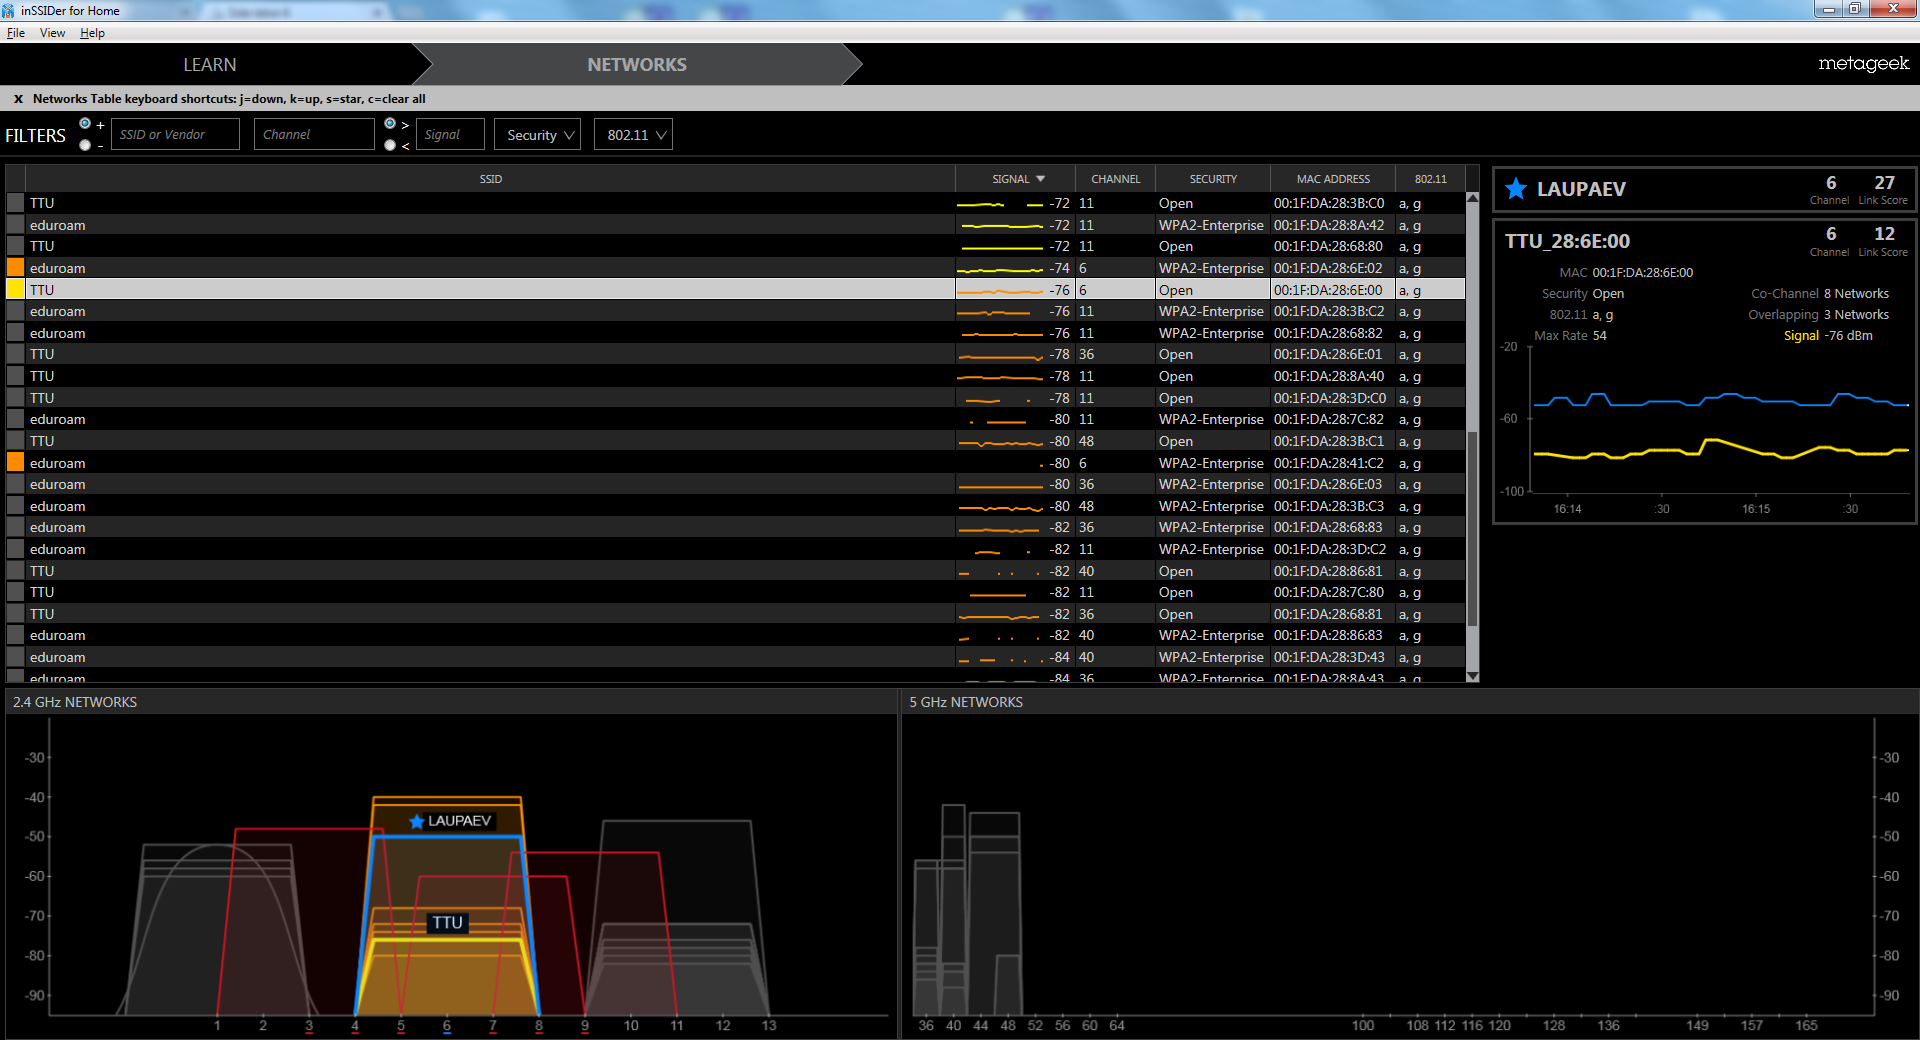 inSSIDer for Home
File View Help
LEARN NETWORKS metageek
x Networks Table keyboard shortcuts: j=down, k=up, s=star, c=clear all
FILTERS + - SSID or Vendor Channel > < Signal Security 802.11
SSID SIGNAL CHANNEL SECURITY MAC ADDRESS 802.11
TTU -72 11 Open 00:1F:DA:28:3B:C0 a, g
eduroam -72 11 WPA2-Enterprise 00:1F:DA:28:8A:42 a, g
TTU -72 11 Open 00:1F:DA:28:68:80 a, g
eduroam -74 6 WPA2-Enterprise 00:1F:DA:28:6E:02 a, g
TTU -76 6 Open 00:1F:DA:28:6E:00 a, g
eduroam -76 11 WPA2-Enterprise 00:1F:DA:28:3B:C2 a, g
eduroam -76 11 WPA2-Enterprise 00:1F:DA:28:68:82 a, g
TTU -78 36 Open 00:1F:DA:28:6E:01 a, g
TTU -78 11 Open 00:1F:DA:28:8A:40 a, g
TTU -78 11 Open 00:1F:DA:28:3D:C0 a, g
eduroam -80 11 WPA2-Enterprise 00:1F:DA:28:7C:82 a, g
TTU -80 48 Open 00:1F:DA:28:3B:C1 a, g
eduroam -80 6 WPA2-Enterprise 00:1F:DA:28:41:C2 a, g
eduroam -80 36 WPA2-Enterprise 00:1F:DA:28:6E:03 a, g
eduroam -80 48 WPA2-Enterprise 00:1F:DA:28:3B:C3 a, g
eduroam -82 36 WPA2-Enterprise 00:1F:DA:28:68:83 a, g
eduroam -82 11 WPA2-Enterprise 00:1F:DA:28:3D:C2 a, g
TTU -82 40 Open 00:1F:DA:28:86:81 a, g
TTU -82 11 Open 00:1F:DA:28:7C:80 a, g
TTU -82 36 Open 00:1F:DA:28:68:81 a, g
eduroam -82 40 WPA2-Enterprise 00:1F:DA:28:86:83 a, g
eduroam -84 40 WPA2-Enterprise 00:1F:DA:28:3D:43 a, g
eduroam -84 36 WPA2-Enterprise 00:1F:DA:28:8A:43 a, g
LAUPAEV 6 27
Channel Link Score
TTU_28:6E:00 6 12
Channel Link Score
MAC 00:1F:DA:28:6E:00
Security Open Co-Channel 8 Networks
802.11 a, g Overlapping 3 Networks
Max Rate 54 Signal -76 dBm
-20
-60
-100
16:14 :30 16:15 :30
2.4 GHz NETWORKS
-30
-40
LAUPAEV
-50
-60
-70
TTU
-80
-90
1 2 3 4 5 6 7 8 9 10 11 12 13
5 GHz NETWORKS
-30
-40
-50
-60
-70
-80
-90
36 40 44 48 52 56 60 64 100 108 112 116 120 128 136 149 157 165